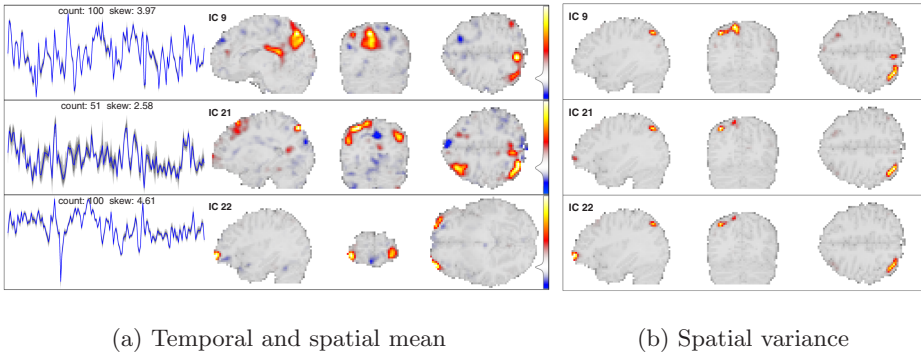 count: 100 skew: 3.97
IC 9
IC 9
count: 51 skew: 2.58
IC 21
IC 21
count: 100 skew: 4.61
IC 22
IC 22
(a) Temporal and spatial mean
(b) Spatial variance